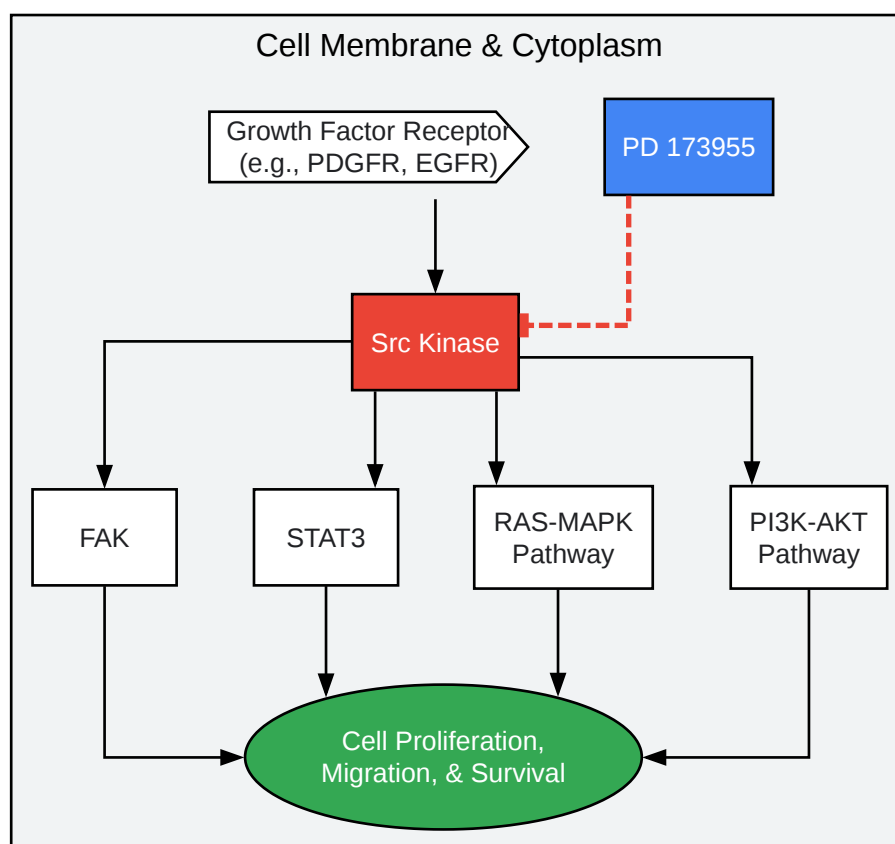 Cell Membrane & Cytoplasm
Growth Factor Receptor
(e.g., PDGFR, EGFR)
PD 173955
Src Kinase
FAK
STAT3
RAS-MAPK
Pathway
PI3K-AKT
Pathway
Cell Proliferation,
Migration, & Survival